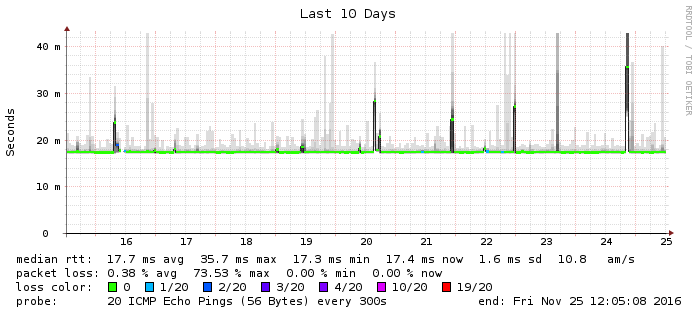 Last 10 Days
RRDTOOL / TOBI OETIKER
Seconds
40 m
30 m
20 m
10 m
0
16 17 18 19 20 21 22 23 24 25
median rtt: 17.7 ms avg 35.7 ms max 17.3 ms min 17.4 ms now 1.6 ms sd 10.8 am/s
packet loss: 0.38 % avg 73.53 % max 0.00 % min 0.00 % now
loss color: 0 1/20 2/20 3/20 4/20 10/20 19/20
probe: 20 ICMP Echo Pings (56 Bytes) every 300s end: Fri Nov 25 12:05:08 2016